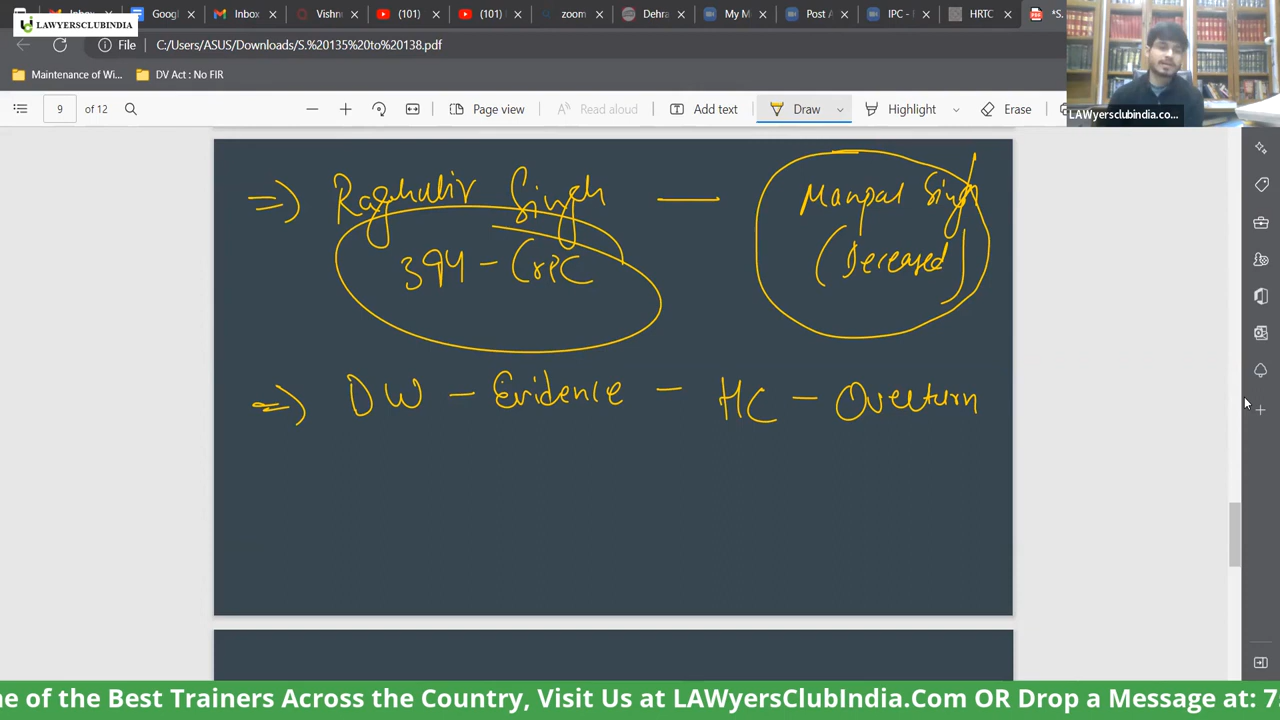 Inbox
Googl
Inbox
Vishn
(101)
(101)
zoom
Dehra
My A
Post
IPC -
HRTC
*S.
LAWYERSCLUBINDIA
File
C:/Users/ASUS/Downloads/S.%20135%20to%20138.pdf
Maintenance of Wi...
DV Act : No FIR
9 of 12
Page view
Read aloud
Add text
Draw
Highlight
Erase
LAWyersclubindia.co...
=> Raghubir Singh — Manpal Singh
394 - CrPC (Deceased)
=> DW - Evidence - HC - Overturn
ne of the Best Trainers Across the Country, Visit Us at LAWyersClubIndia.Com OR Drop a Message at: 7